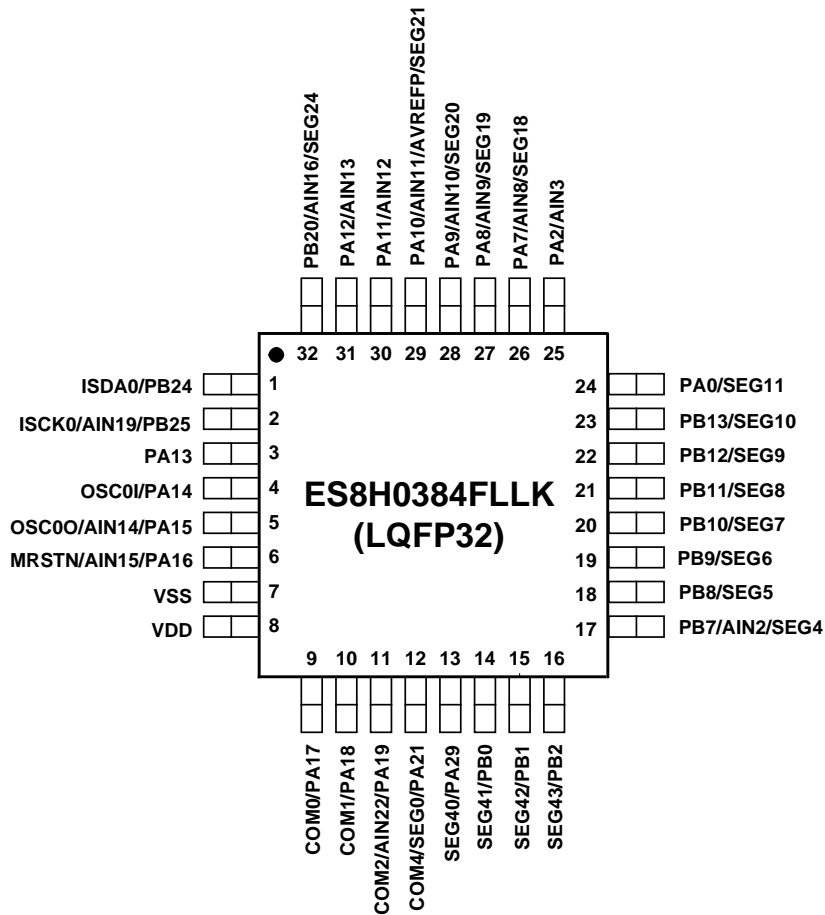 PB20/AIN16/SEG24
PA12/AIN13
PA11/AIN12
PA10/AIN11/AVREFP/SEG21
PA9/AIN10/SEG20
PA8/AIN9/SEG19
PA7/AIN8/SEG18
PA2/AIN3
32 31 30 29 28 27 26 25
ISDA0/PB24 1
ISCK0/AIN19/PB25 2
PA13 3
OSC0I/PA14 4
OSC0O/AIN14/PA15 5
MRSTN/AIN15/PA16 6
VSS 7
VDD 8
ES8H0384FLLK
(LQFP32)
24 PA0/SEG11
23 PB13/SEG10
22 PB12/SEG9
21 PB11/SEG8
20 PB10/SEG7
19 PB9/SEG6
18 PB8/SEG5
17 PB7/AIN2/SEG4
9 10 11 12 13 14 15 16
COM0/PA17
COM1/PA18
COM2/AIN22/PA19
COM4/SEG0/PA21
SEG40/PA29
SEG41/PB0
SEG42/PB1
SEG43/PB2